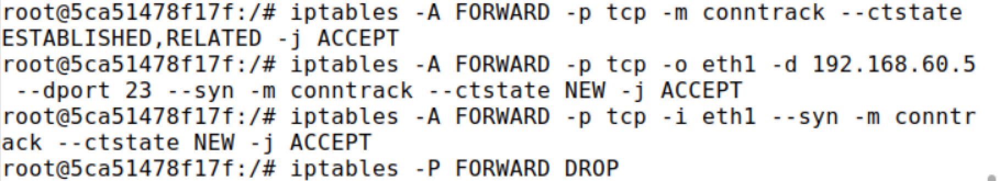 root@5ca51478f17f:/# iptables -A FORWARD -p tcp -m conntrack --ctstate
ESTABLISHED,RELATED -j ACCEPT
root@5ca51478f17f:/# iptables -A FORWARD -p tcp -o eth1 -d 192.168.60.5
 --dport 23 --syn -m conntrack --ctstate NEW -j ACCEPT
root@5ca51478f17f:/# iptables -A FORWARD -p tcp -i eth1 --syn -m conntr
ack --ctstate NEW -j ACCEPT
root@5ca51478f17f:/# iptables -P FORWARD DROP